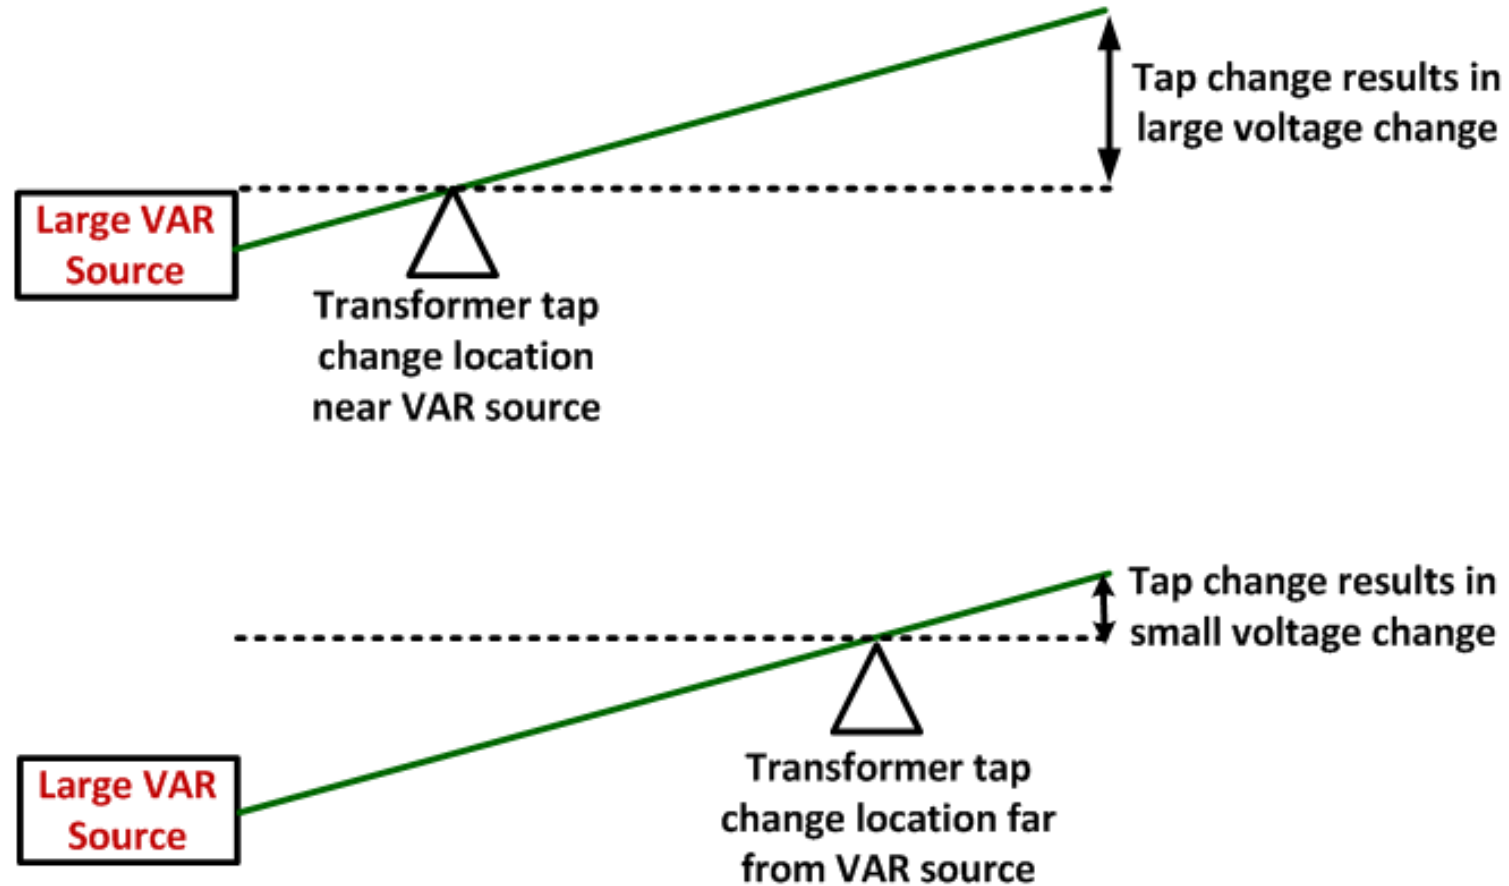 Tap change results in
large voltage change
Large VAR
Source
Transformer tap
change location
near VAR source
Tap change results in
small voltage change
Large VAR
Source
Transformer tap
change location far
from VAR source